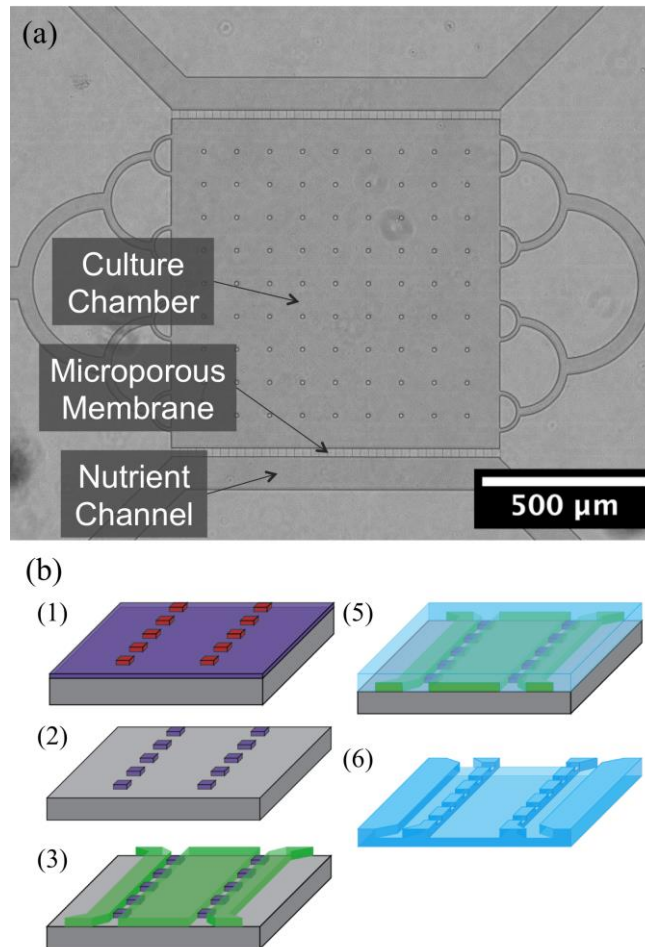 (a)
Culture
Chamber
Microporous
Membrane
Nutrient
Channel
500 µm
(b)
(1)
(2)
(3)
(5)
(6)